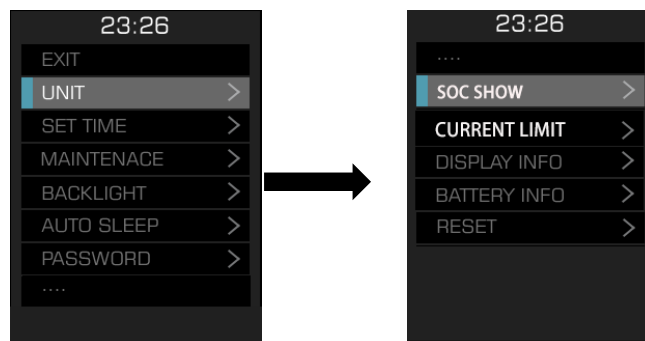 23:26
EXIT
UNIT >
SET TIME >
MAINTENACE >
BACKLIGHT >
AUTO SLEEP >
PASSWORD >
....
23:26
....
SOC SHOW >
CURRENT LIMIT >
DISPLAY INFO >
BATTERY INFO >
RESET >